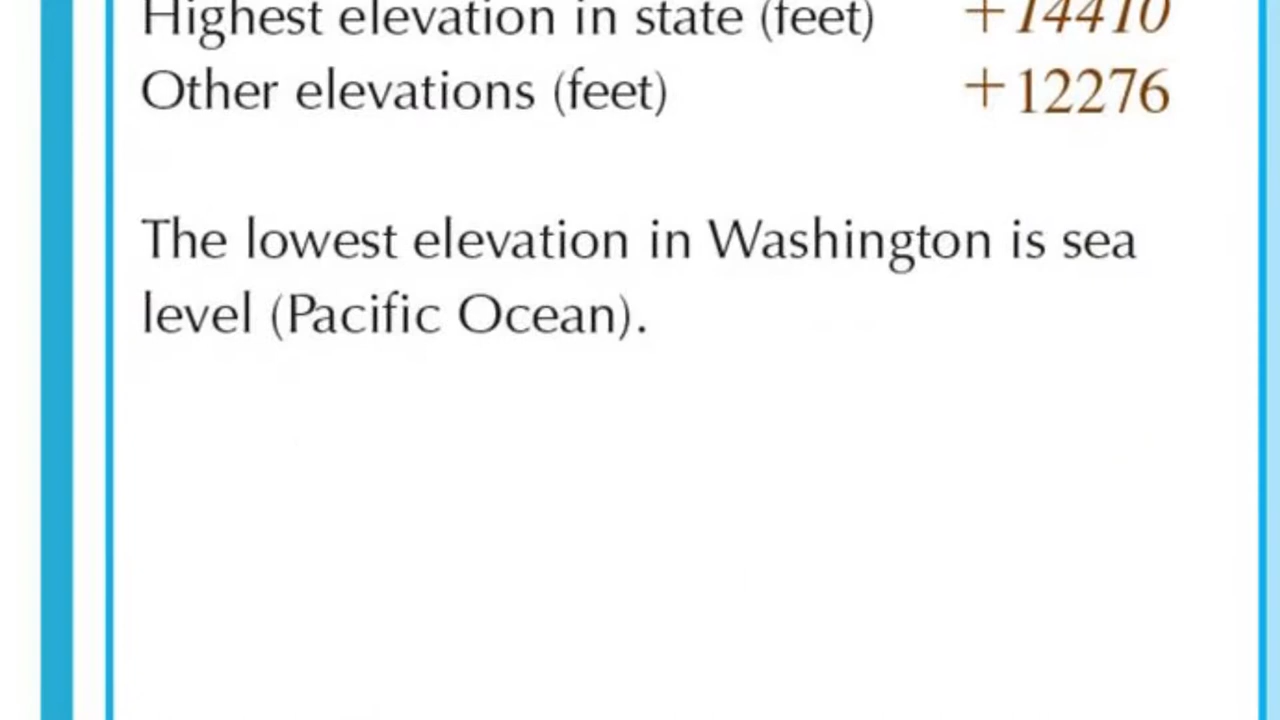 Highest elevation in state (feet) +14410
Other elevations (feet) +12276
The lowest elevation in Washington is sea
level (Pacific Ocean).